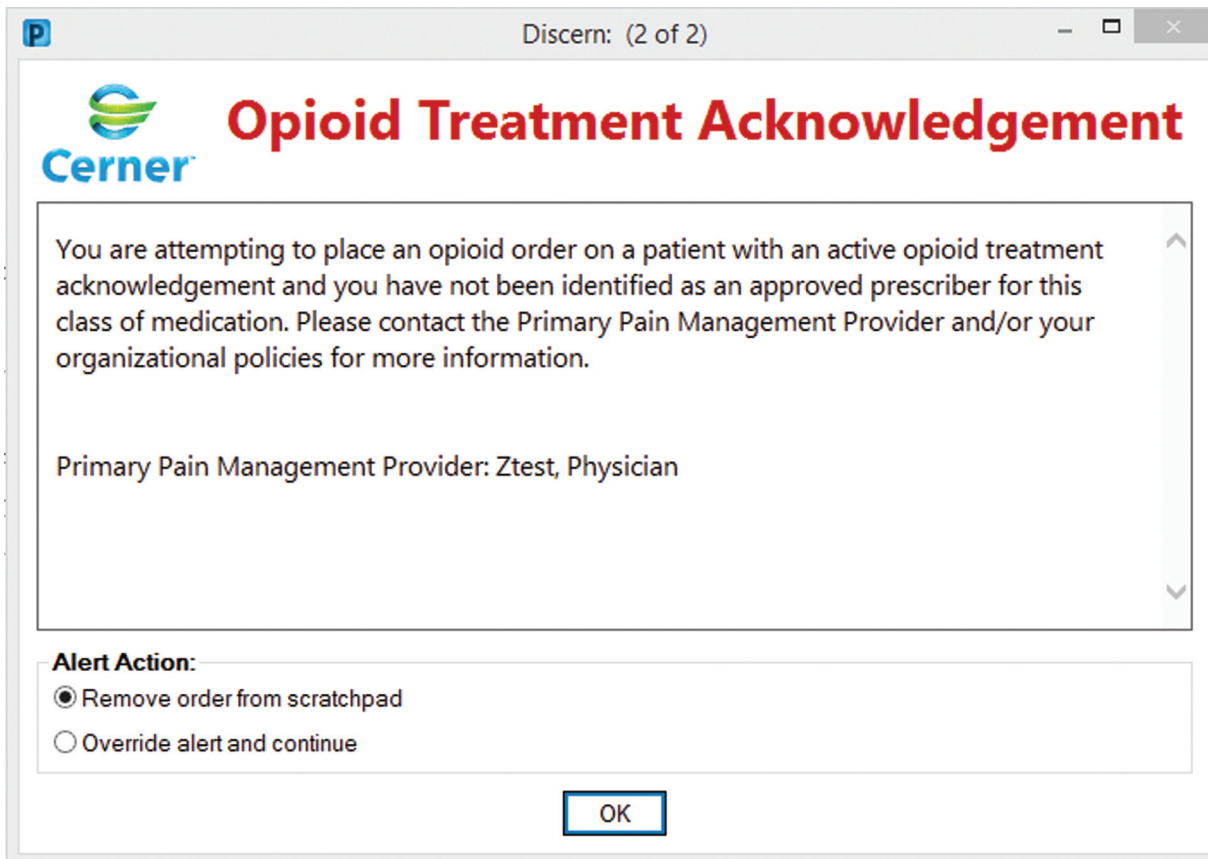 Discern: (2 of 2)
Cerner
Opioid Treatment Acknowledgement
You are attempting to place an opioid order on a patient with an active opioid treatment
acknowledgement and you have not been identified as an approved prescriber for this
class of medication. Please contact the Primary Pain Management Provider and/or your
organizational policies for more information.
Primary Pain Management Provider: Ztest, Physician
Alert Action:
Remove order from scratchpad
Override alert and continue
OK